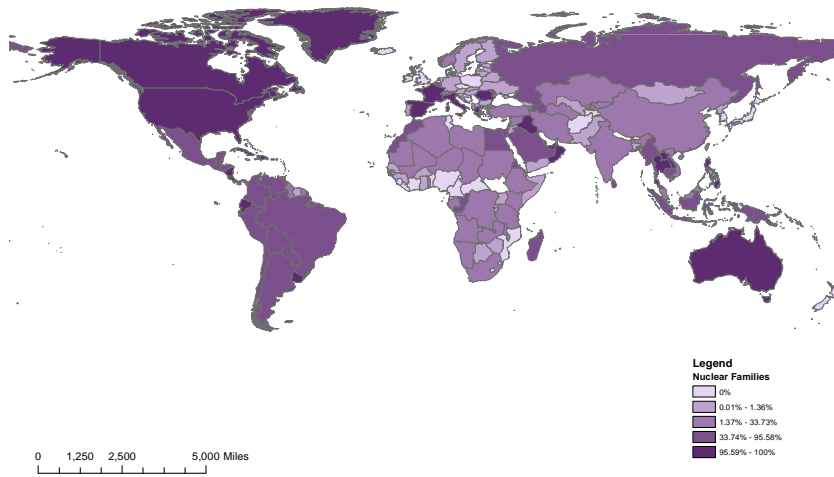 Legend
Nuclear Families
0%
0.01% - 1.36%
1.37% - 33.73%
33.74% - 95.58%
95.59% - 100%
0 1,250 2,500 5,000 Miles